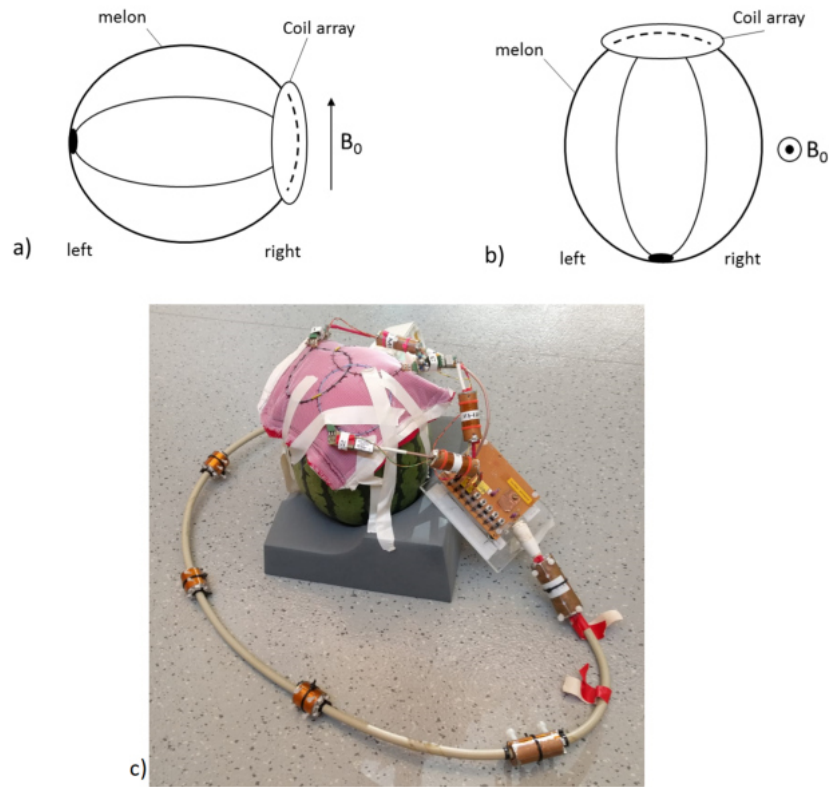 melon
Coil array
B0
a)
left
right
Coil array
melon
B0
b)
left
right
c)